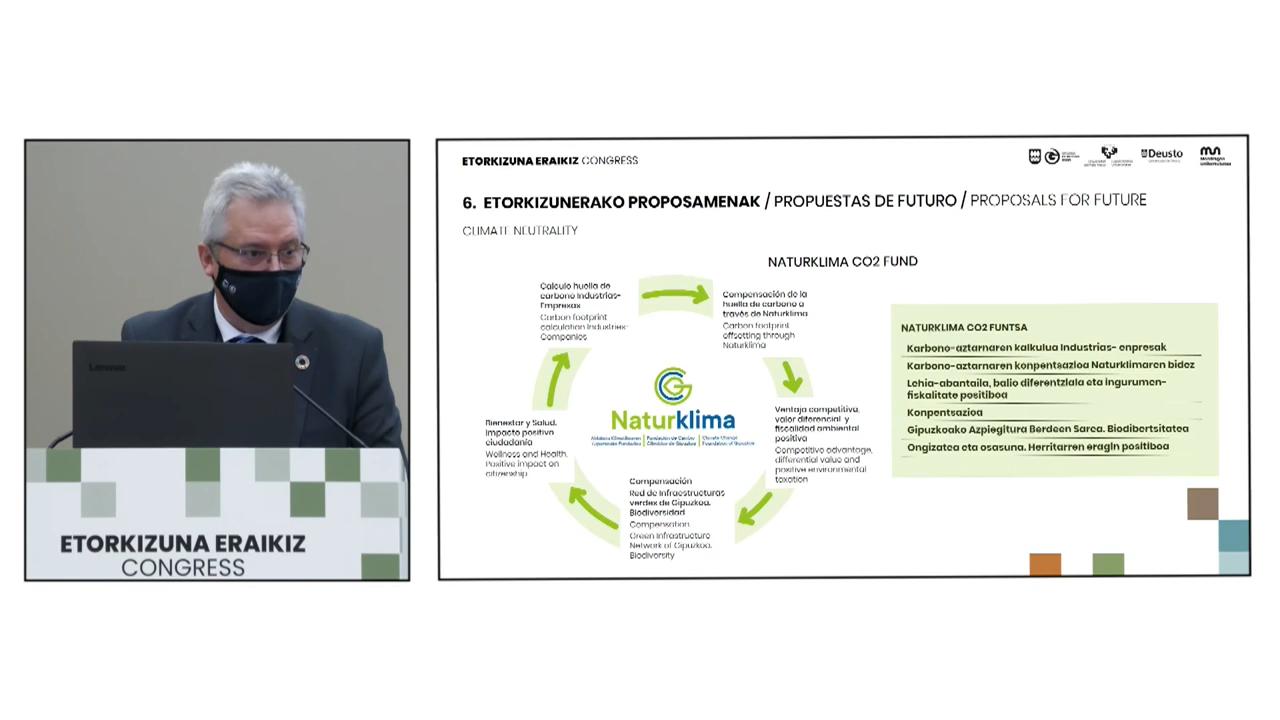 ETORKIZUNA ERAIKIZ CONGRESS
Deusto
6. ETORKIZUNERAKO PROPOSAMENAK / PROPUESTAS DE FUTURO / PROPOSALS FOR FUTURE
CLIMATE NEUTRALITY
NATURKLIMA CO2 FUND
Calculo huella de
carbono Industrias-
Empresas
Carbon footprint
calculation Industries-
Companies
Compensación de la
huella de carbono a
través de Naturklima
Carbon footprint
offsetting through
Naturklima
Ventaja competitiva,
valor diferencial y
fiscalidad ambiental
positiva
Competitive advantage,
differential value and
positive environmental
taxation
Compensación
Red de Infraestructuras
verdes de Gipuzkoa.
Biodiversidad
Compensation
Green Infrastructure
Network of Gipuzkoa.
Biodiversity
Bienestar y Salud.
Impacto positivo
ciudadanía
Wellness and Health.
Positive impact on
citizenship
Naturklima
NATURKLIMA CO2 FUNTSA
Karbono-aztarnaren kalkulua Industrias- enpresak
Karbono-aztarnaren konpentsazioa Naturklimaren bidez
Lehia-abantaila, balio diferentziala eta ingurumen-
fiskalitate positiboa
Konpentsazioa
Gipuzkoako Azpiegitura Berdeen Sarea. Biodibertsitatea
Ongizatea eta osasuna. Herritarren eragin positiboa
Lenovo
ETORKIZUNA ERAIKIZ
CONGRESS